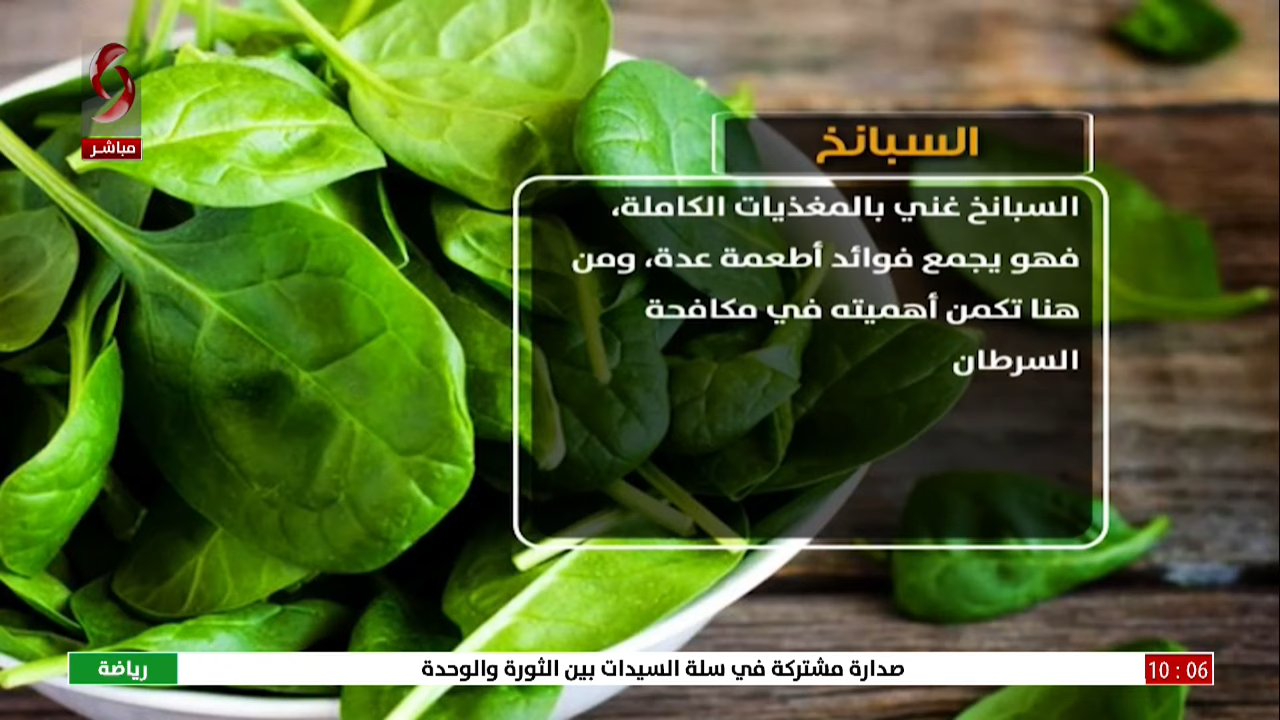 مباشر
السبانخ
السبانخ غني بالمغذيات الكاملة،
فهو يجمع فوائد أطعمة عدة، ومن
هنا تكمن أهميته في مكافحة
السرطان
رياضة
صدارة مشتركة في سلة السيدات بين الثورة والوحدة
10 : 06